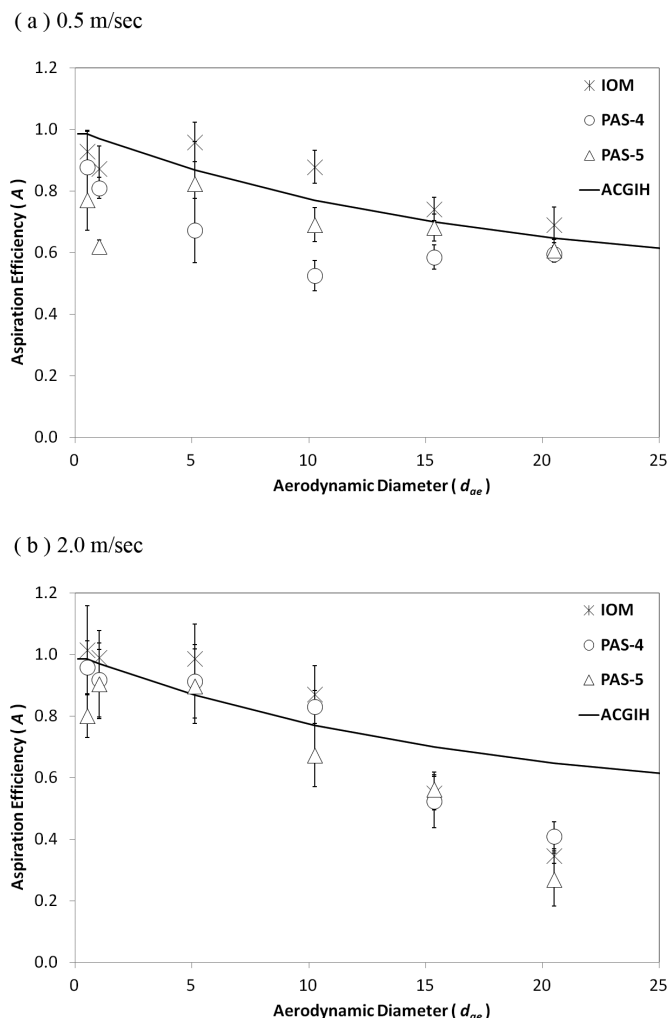 ( a ) 0.5 m/sec
1.2
1.0
0.8
0.6
0.4
0.2
0.0
Aspiration Efficiency ( A )
IOM
PAS-4
PAS-5
ACGIH
0 5 10 15 20 25
Aerodynamic Diameter ( dae )
( b ) 2.0 m/sec
1.2
1.0
0.8
0.6
0.4
0.2
0.0
Aspiration Efficiency ( A )
IOM
PAS-4
PAS-5
ACGIH
0 5 10 15 20 25
Aerodynamic Diameter ( dae )